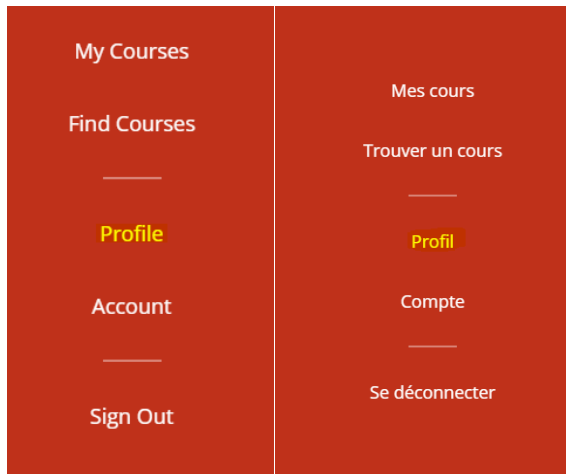 My Courses
Find Courses
Profile
Account
Sign Out
Mes cours
Trouver un cours
Profil
Compte
Se déconnecter